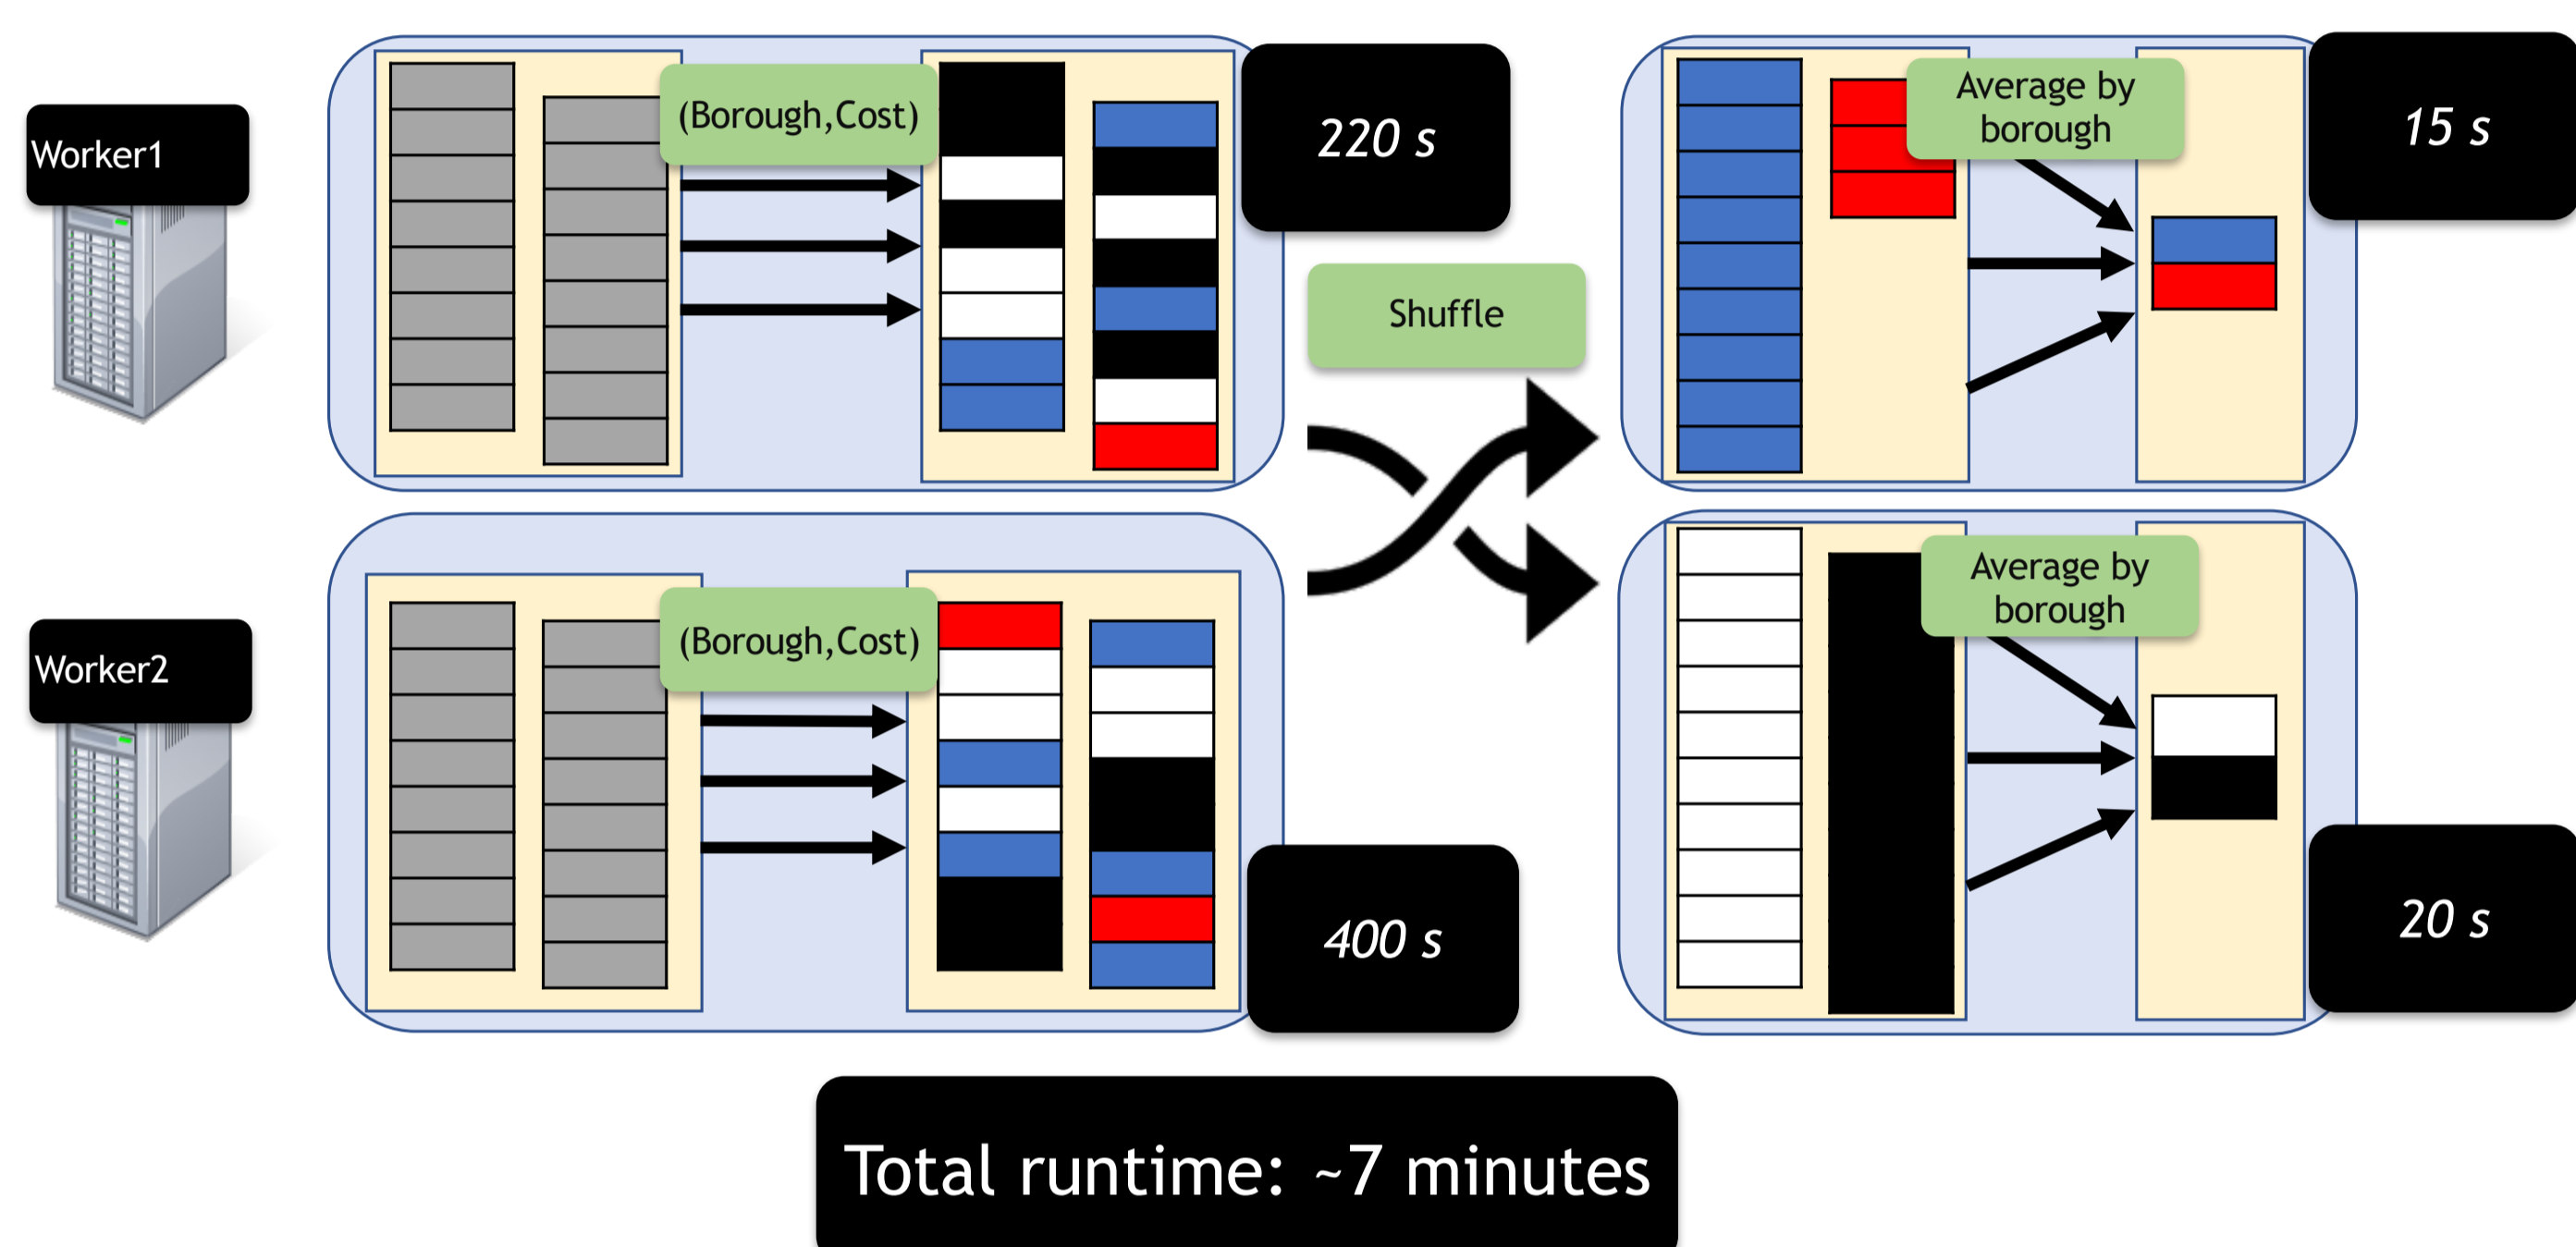 Worker1
(Borough,Cost)
220 s
Shuffle
Average by
borough
15 s
Worker2
(Borough,Cost)
400 s
Average by
borough
20 s
Total runtime: ~7 minutes